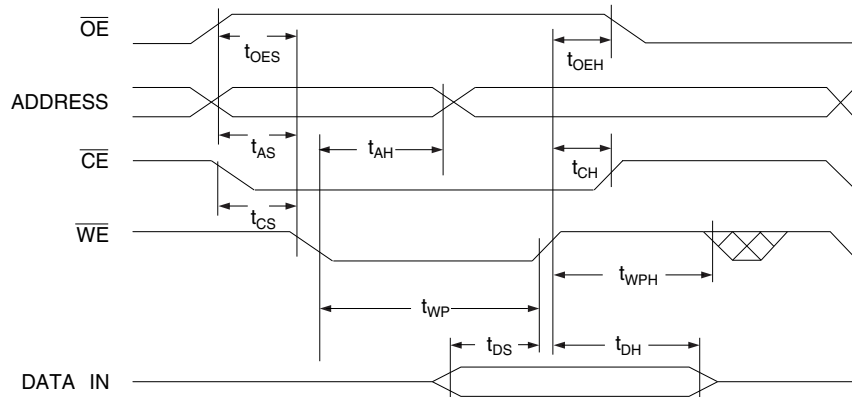 OE
tOES
tOEH
ADDRESS
tAS
tAH
tCH
CE
tCS
WE
tWPH
tWP
tDS
tDH
DATA IN